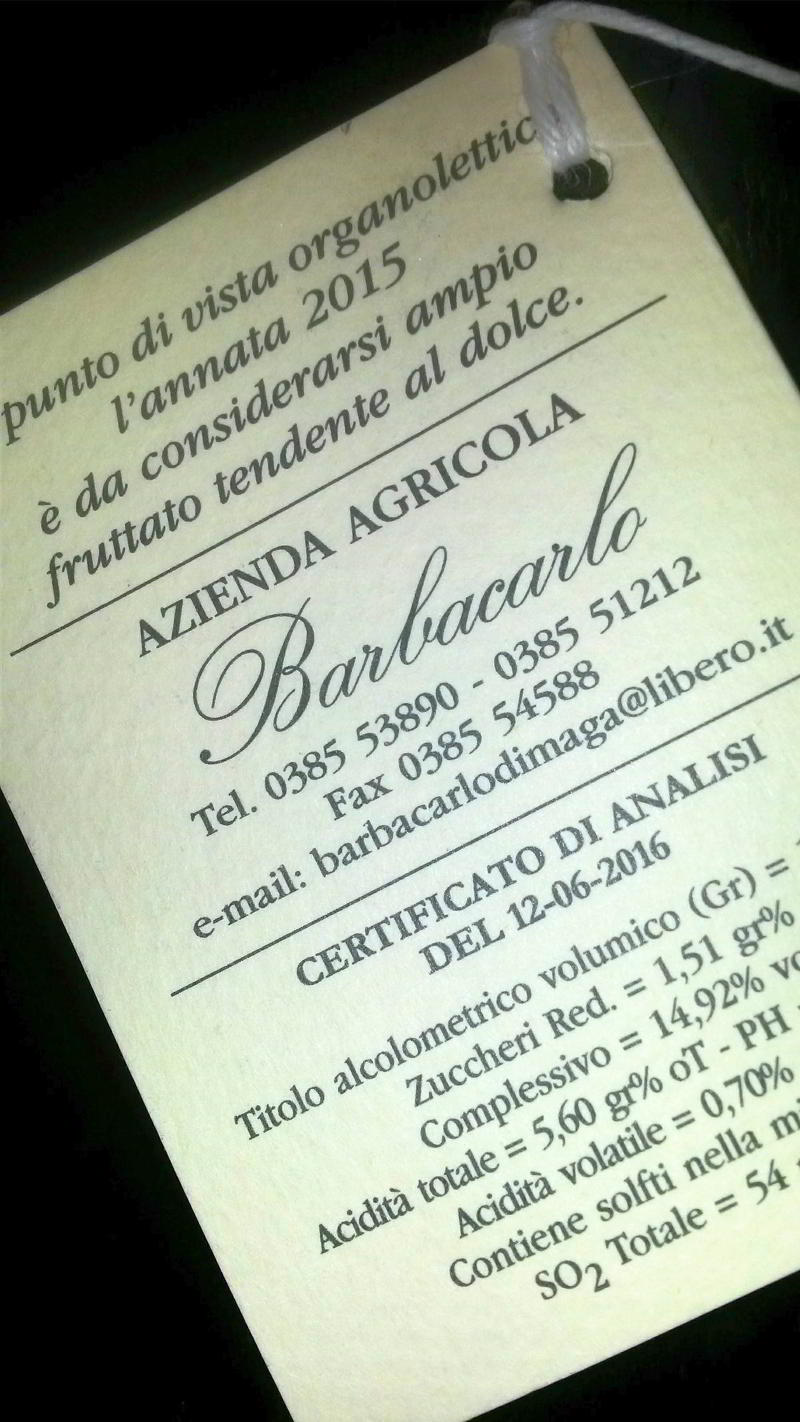 punto di vista organolettic
l'annata 2015
è da considerarsi ampio
fruttato tendente al dolce.
AZIENDA AGRICOLA
Barbacarlo
Tel. 0385 53890 - 0385 51212
Fax 0385 54588
e-mail: barbacarlodimaga@libero.it
CERTIFICATO DI ANALISI
DEL 12-06-2016
Titolo alcolometrico volumico (Gr) =
Zuccheri Red. = 1,51 gr%
Complessivo = 14,92% vo
Acidità totale = 5,60 gr% oT - PH
Acidità volatile = 0,70%
Contiene solfti nella m
SO2 Totale = 54